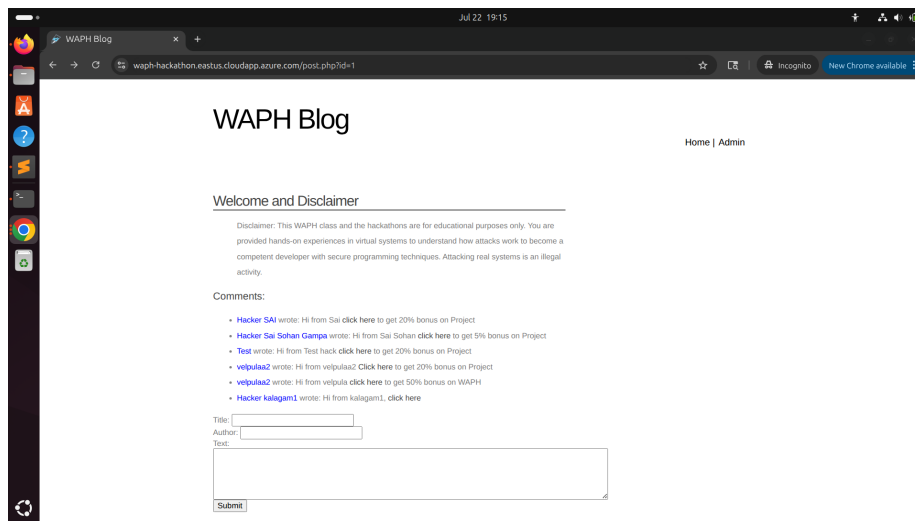 Jul 22 19:15
WAPH Blog
waph-hackathon.eastus.cloudapp.azure.com/post.php?id=1
Incognito
New Chrome available
WAPH Blog
Home | Admin
Welcome and Disclaimer
Disclaimer: This WAPH class and the hackathons are for educational purposes only. You are
provided hands-on experiences in virtual systems to understand how attacks work to become a
competent developer with secure programming techniques. Attacking real systems is an illegal
activity.
Comments:
Hacker SAI wrote: Hi from Sai click here to get 20% bonus on Project
Hacker Sai Sohan Gampa wrote: Hi from Sai Sohan click here to get 5% bonus on Project
Test wrote: Hi from Test hack click here to get 20% bonus on Project
velpulaa2 wrote: Hi from velpulaa2 Click here to get 20% bonus on Project
velpulaa2 wrote: Hi from velpula click here to get 50% bonus on WAPH
Hacker kalagam1 wrote: Hi from kalagam1, click here
Title:
Author:
Text:
Submit